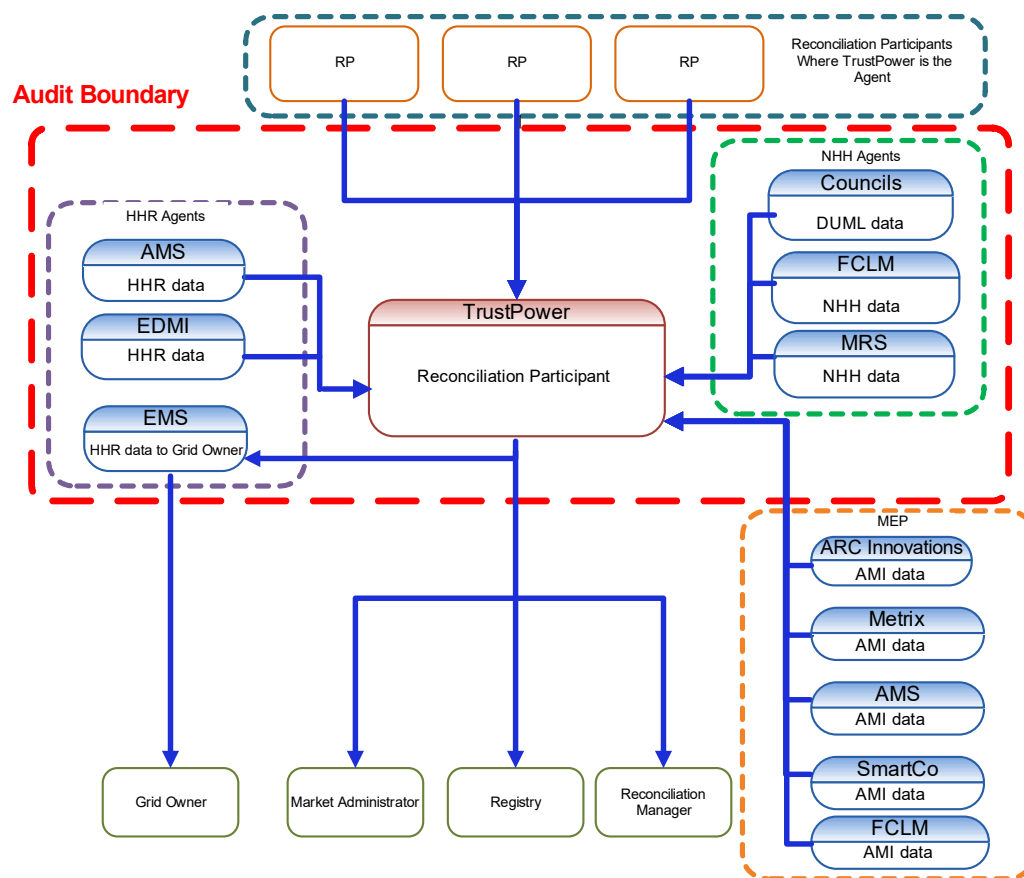 RP
RP
RP
Reconciliation Participants
Where TrustPower is the
Agent
Audit Boundary
HHR Agents
AMS
HHR data
EDMI
HHR data
EMS
HHR data to Grid Owner
TrustPower
Reconciliation Participant
NHH Agents
Councils
DUML data
FCLM
NHH data
MRS
NHH data
MEP
ARC Innovations
AMI data
Metrix
AMI data
AMS
AMI data
SmartCo
AMI data
FCLM
AMI data
Grid Owner
Market Administrator
Registry
Reconciliation
Manager